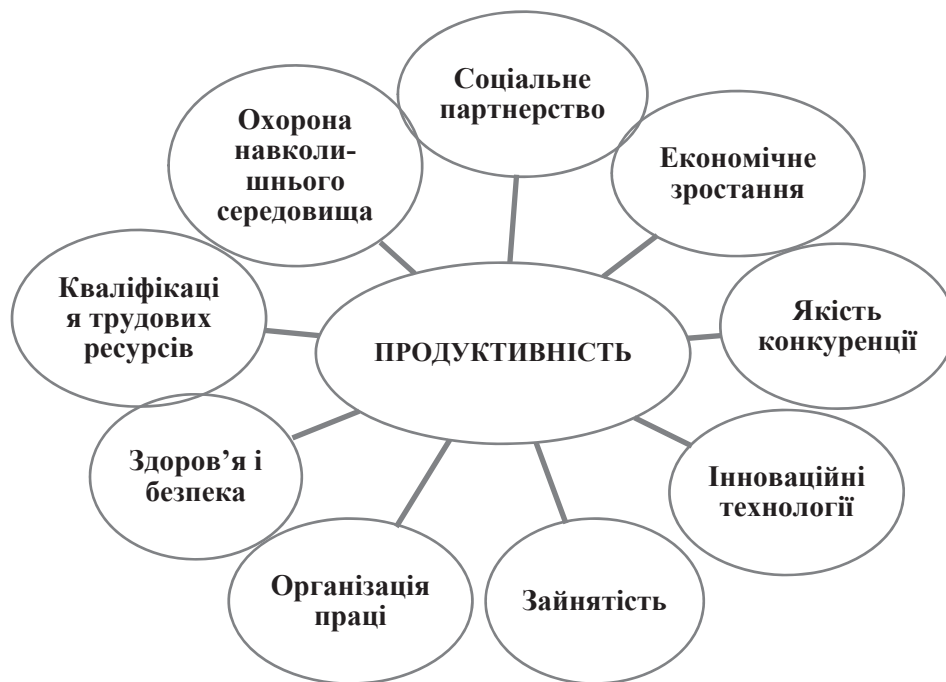 Соціальне
партнерство
Охорона
навколи-
шнього
середовища
Економічне
зростання
Кваліфікаці
я трудових
ресурсів
ПРОДУКТИВНІСТЬ
Якість
конкуренції
Здоров’я і
безпека
Інноваційні
технології
Організація
праці
Зайнятість